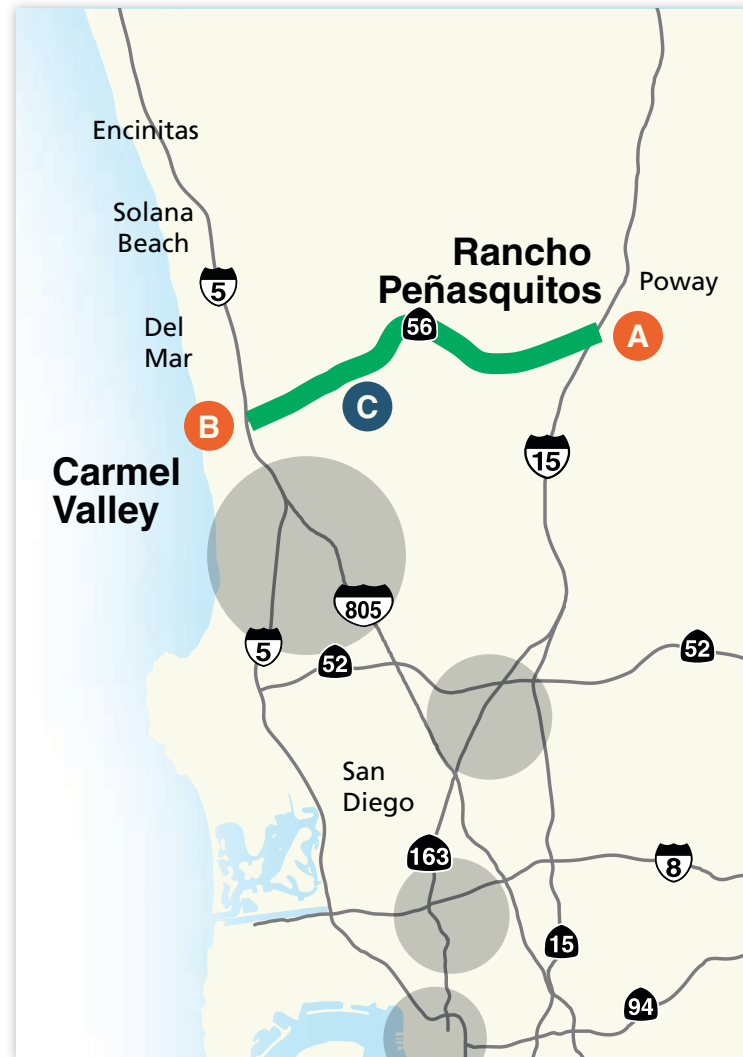 Encinitas
Solana
Beach
5
Rancho
Peñasquitos
Poway
56
A
Del
Mar
C
B
Carmel
Valley
15
805
5
52
52
San
Diego
163
8
15
94